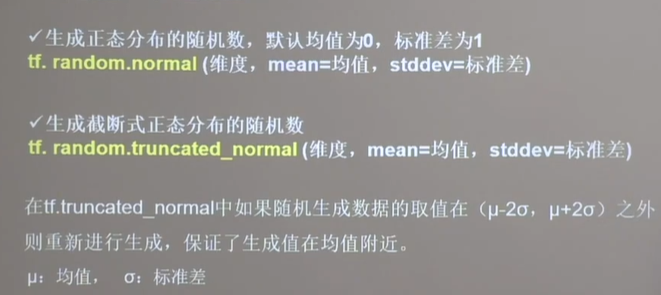 ✓生成正态分布的随机数，默认均值为0，标准差为1
tf. random.normal (维度，mean=均值，stddev=标准差)
✓生成截断式正态分布的随机数
tf. random.truncated_normal (维度，mean=均值，stddev=标准差)
在tf.truncated_normal中如果随机生成数据的取值在（μ-2σ，μ+2σ）之外
则重新进行生成，保证了生成值在均值附近。
μ：均值， σ：标准差